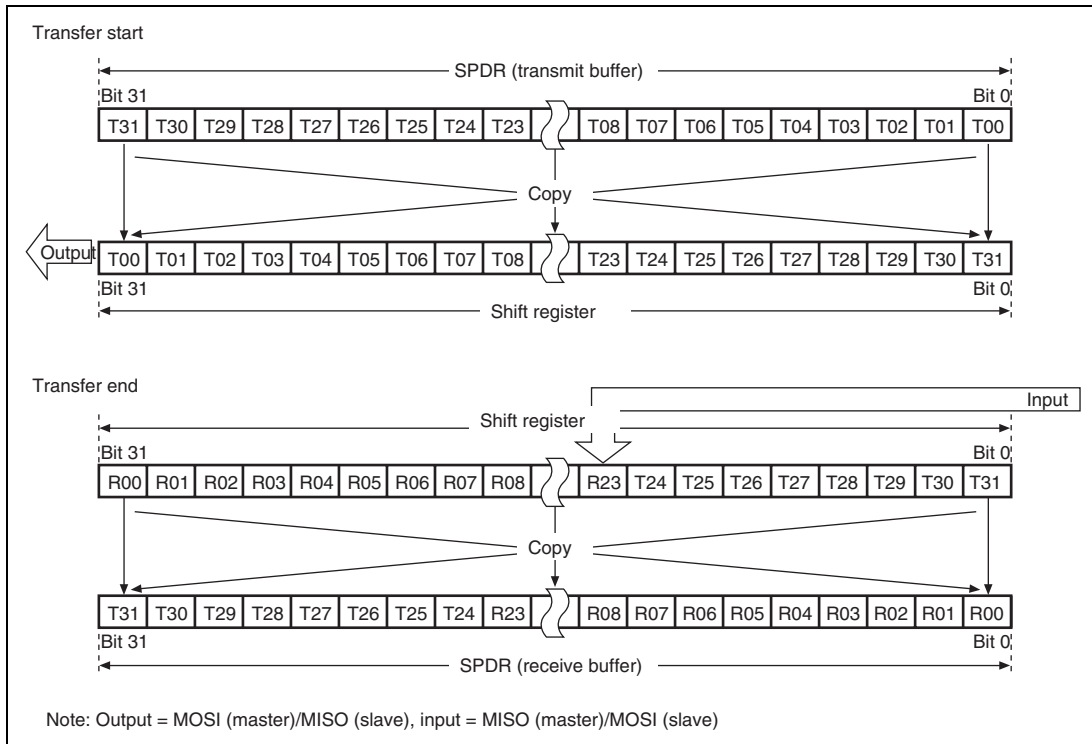 Transfer start
SPDR (transmit buffer)
Bit 31 Bit 0
T31 T30 T29 T28 T27 T26 T25 T24 T23 T08 T07 T06 T05 T04 T03 T02 T01 T00
Copy
Output
T00 T01 T02 T03 T04 T05 T06 T07 T08 T23 T24 T25 T26 T27 T28 T29 T30 T31
Bit 31 Bit 0
Shift register
Transfer end
Input
Shift register
Bit 31 Bit 0
R00 R01 R02 R03 R04 R05 R06 R07 R08 R23 T24 T25 T26 T27 T28 T29 T30 T31
Copy
T31 T30 T29 T28 T27 T26 T25 T24 R23 R08 R07 R06 R05 R04 R03 R02 R01 R00
Bit 31 Bit 0
SPDR (receive buffer)
Note: Output = MOSI (master)/MISO (slave), input = MISO (master)/MOSI (slave)